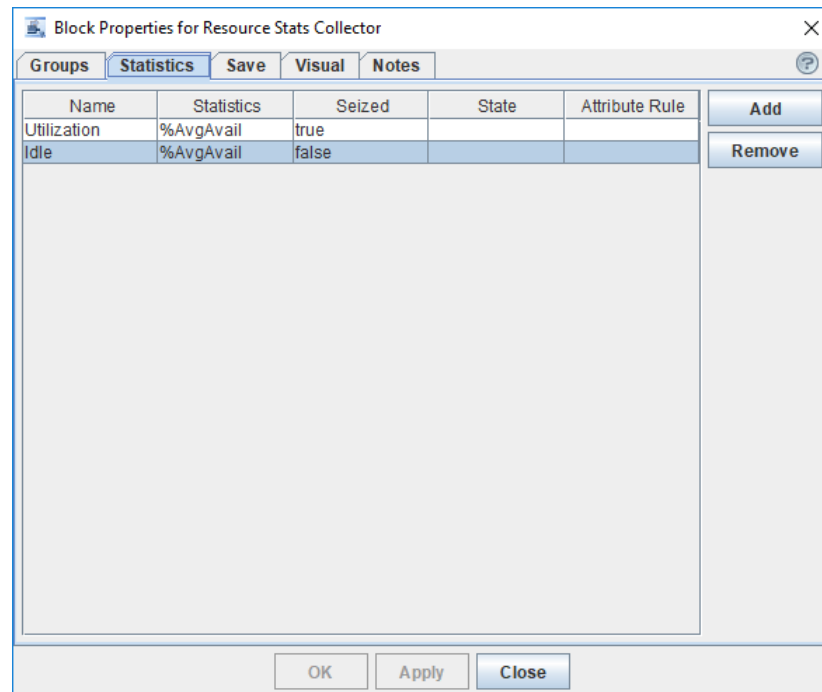 Block Properties for Resource Stats Collector
Groups Statistics Save Visual Notes ?
Name Statistics Seized State Attribute Rule
Utilization %AvgAvail true
Idle %AvgAvail false
Add
Remove
OK Apply Close